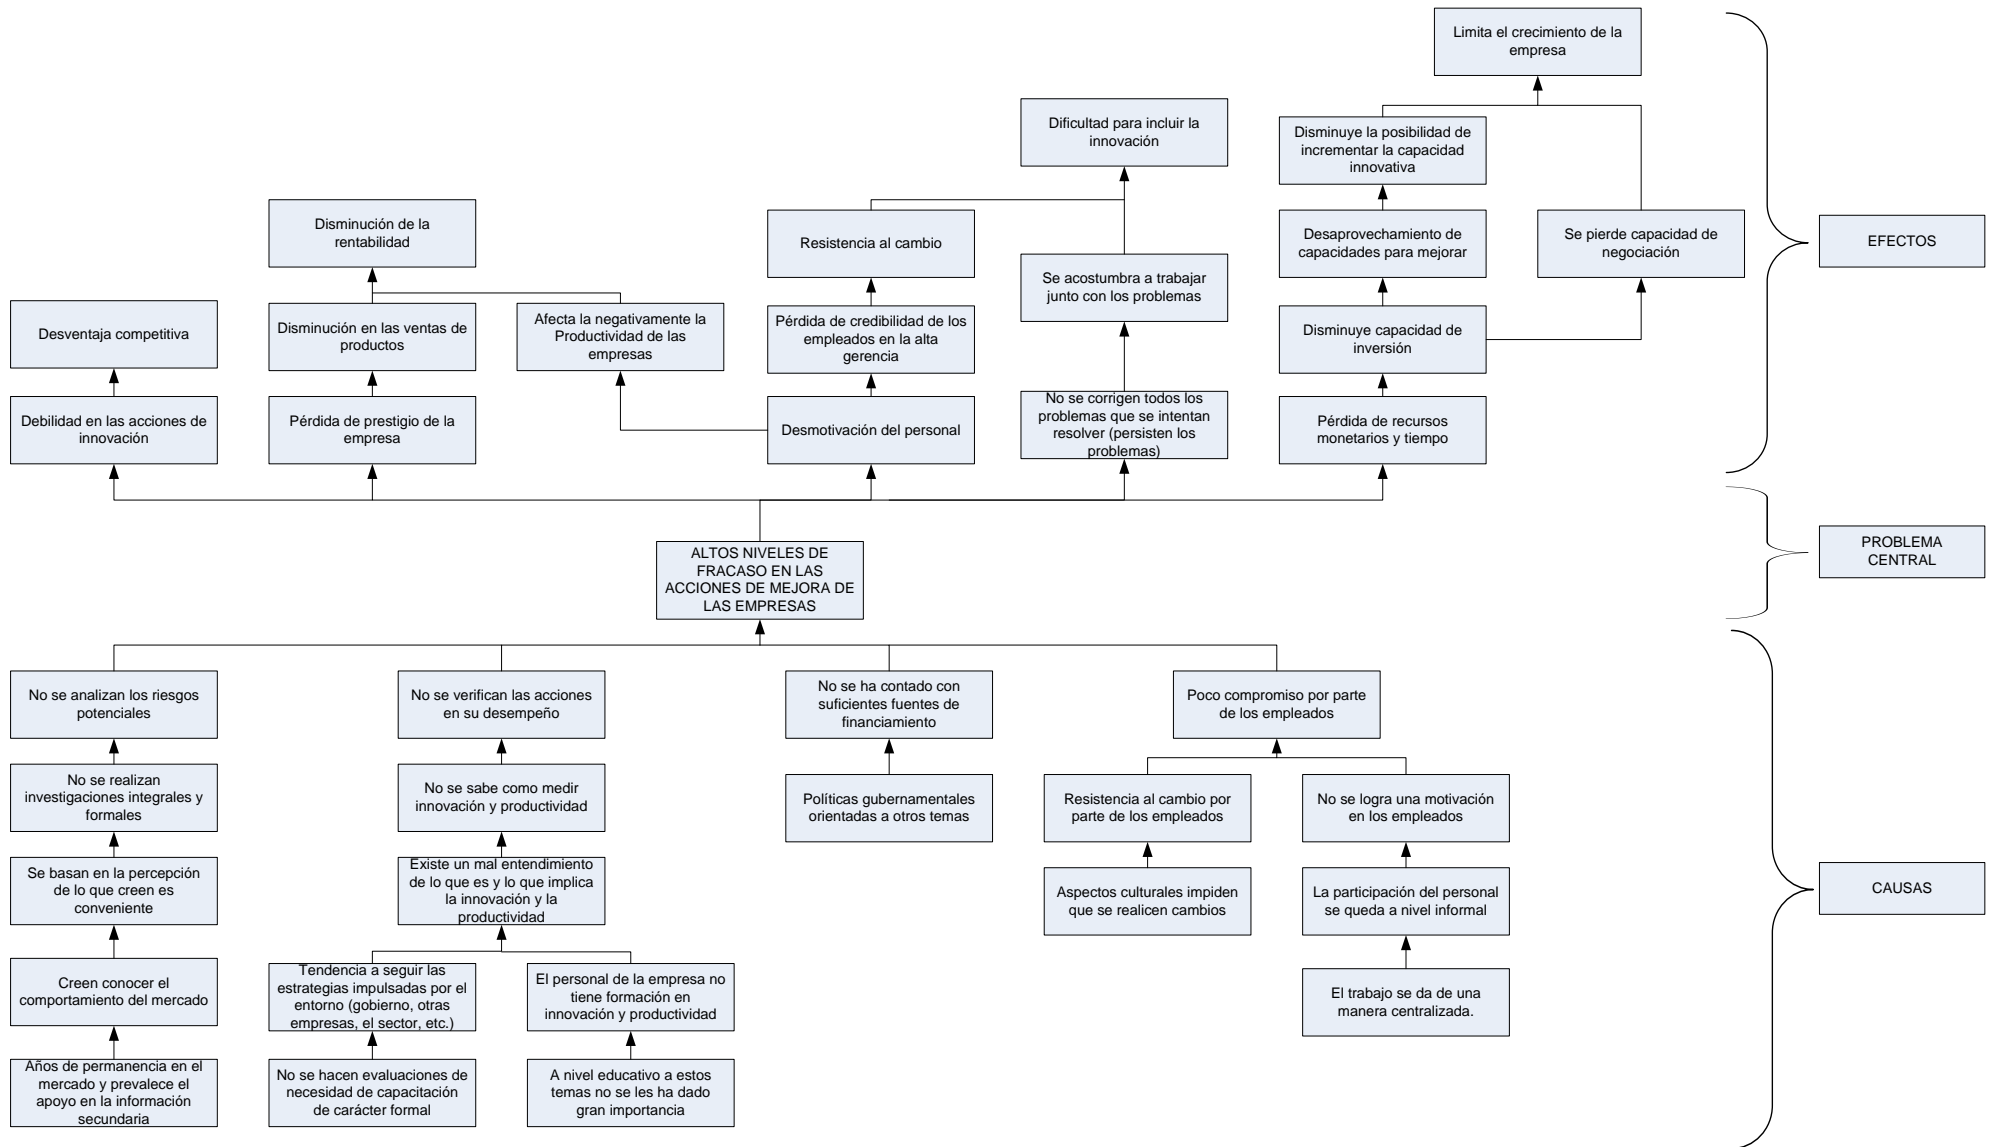 Limita el crecimiento de la
empresa
Dificultad para incluir la
innovación
Disminuye la posibilidad de
incrementar la capacidad
innovativa
Disminución de la
rentabilidad
Resistencia al cambio
Desaprovechamiento de
capacidades para mejorar
Se pierde capacidad de
negociación
EFECTOS
Se acostumbra a trabajar
junto con los problemas
Desventaja competitiva
Disminución en las ventas de
productos
Afecta la negativamente la
Productividad de las
empresas
Pérdida de credibilidad de los
empleados en la alta
gerencia
Disminuye capacidad de
inversión
Debilidad en las acciones de
innovación
Pérdida de prestigio de la
empresa
Desmotivación del personal
No se corrigen todos los
problemas que se intentan
resolver (persisten los
problemas)
Pérdida de recursos
monetarios y tiempo
ALTOS NIVELES DE
FRACASO EN LAS
ACCIONES DE MEJORA DE
LAS EMPRESAS
PROBLEMA
CENTRAL
No se analizan los riesgos
potenciales
No se verifican las acciones
en su desempeño
No se ha contado con
suficientes fuentes de
financiamiento
Poco compromiso por parte
de los empleados
No se realizan
investigaciones integrales y
formales
No se sabe como medir
innovación y productividad
Políticas gubernamentales
orientadas a otros temas
Resistencia al cambio por
parte de los empleados
No se logra una motivación
en los empleados
Se basan en la percepción
de lo que creen es
conveniente
Existe un mal entendimiento
de lo que es y lo que implica
la innovación y la
productividad
Aspectos culturales impiden
que se realicen cambios
La participación del personal
se queda a nivel informal
CAUSAS
Creen conocer el
comportamiento del mercado
Tendencia a seguir las
estrategias impulsadas por el
entorno (gobierno, otras
empresas, el sector, etc.)
El personal de la empresa no
tiene formación en
innovación y productividad
El trabajo se da de una
manera centralizada.
Años de permanencia en el
mercado y prevalece el
apoyo en la información
secundaria
No se hacen evaluaciones de
necesidad de capacitación
de carácter formal
A nivel educativo a estos
temas no se les ha dado
gran importancia